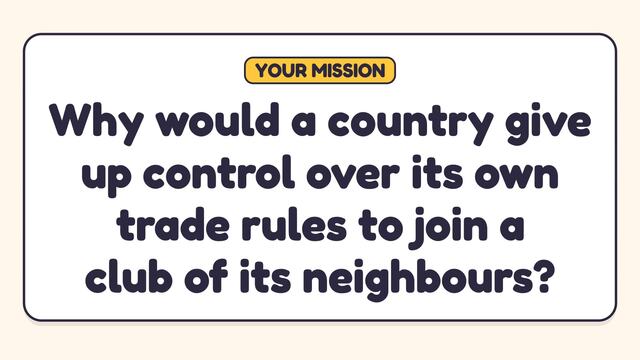 YOUR MISSION
Why would a country give
up control over its own
trade rules to join a
club of its neighbours?